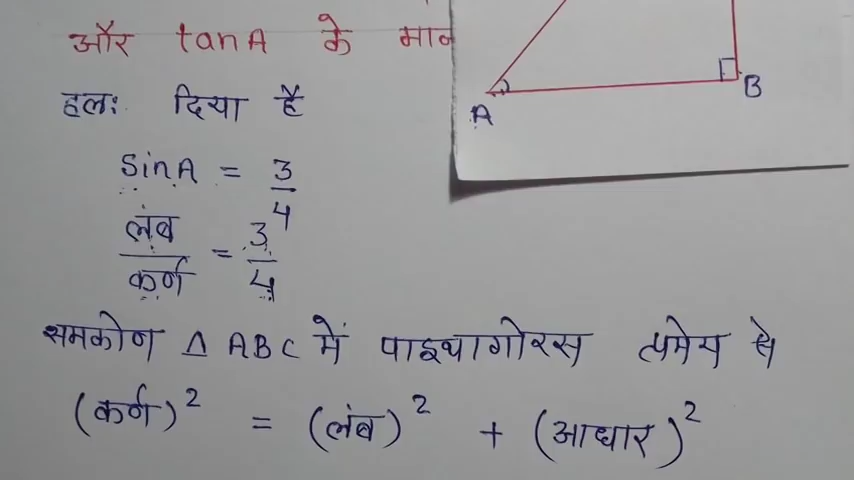 और tanA के मान
हल: दिया है
sinA = 3/4
लंब/कर्ण = 3/4
समकोण Δ ABC में पाइथागोरस प्रमेय से
(कर्ण)² = (लंब)² + (आधार)²
A
B